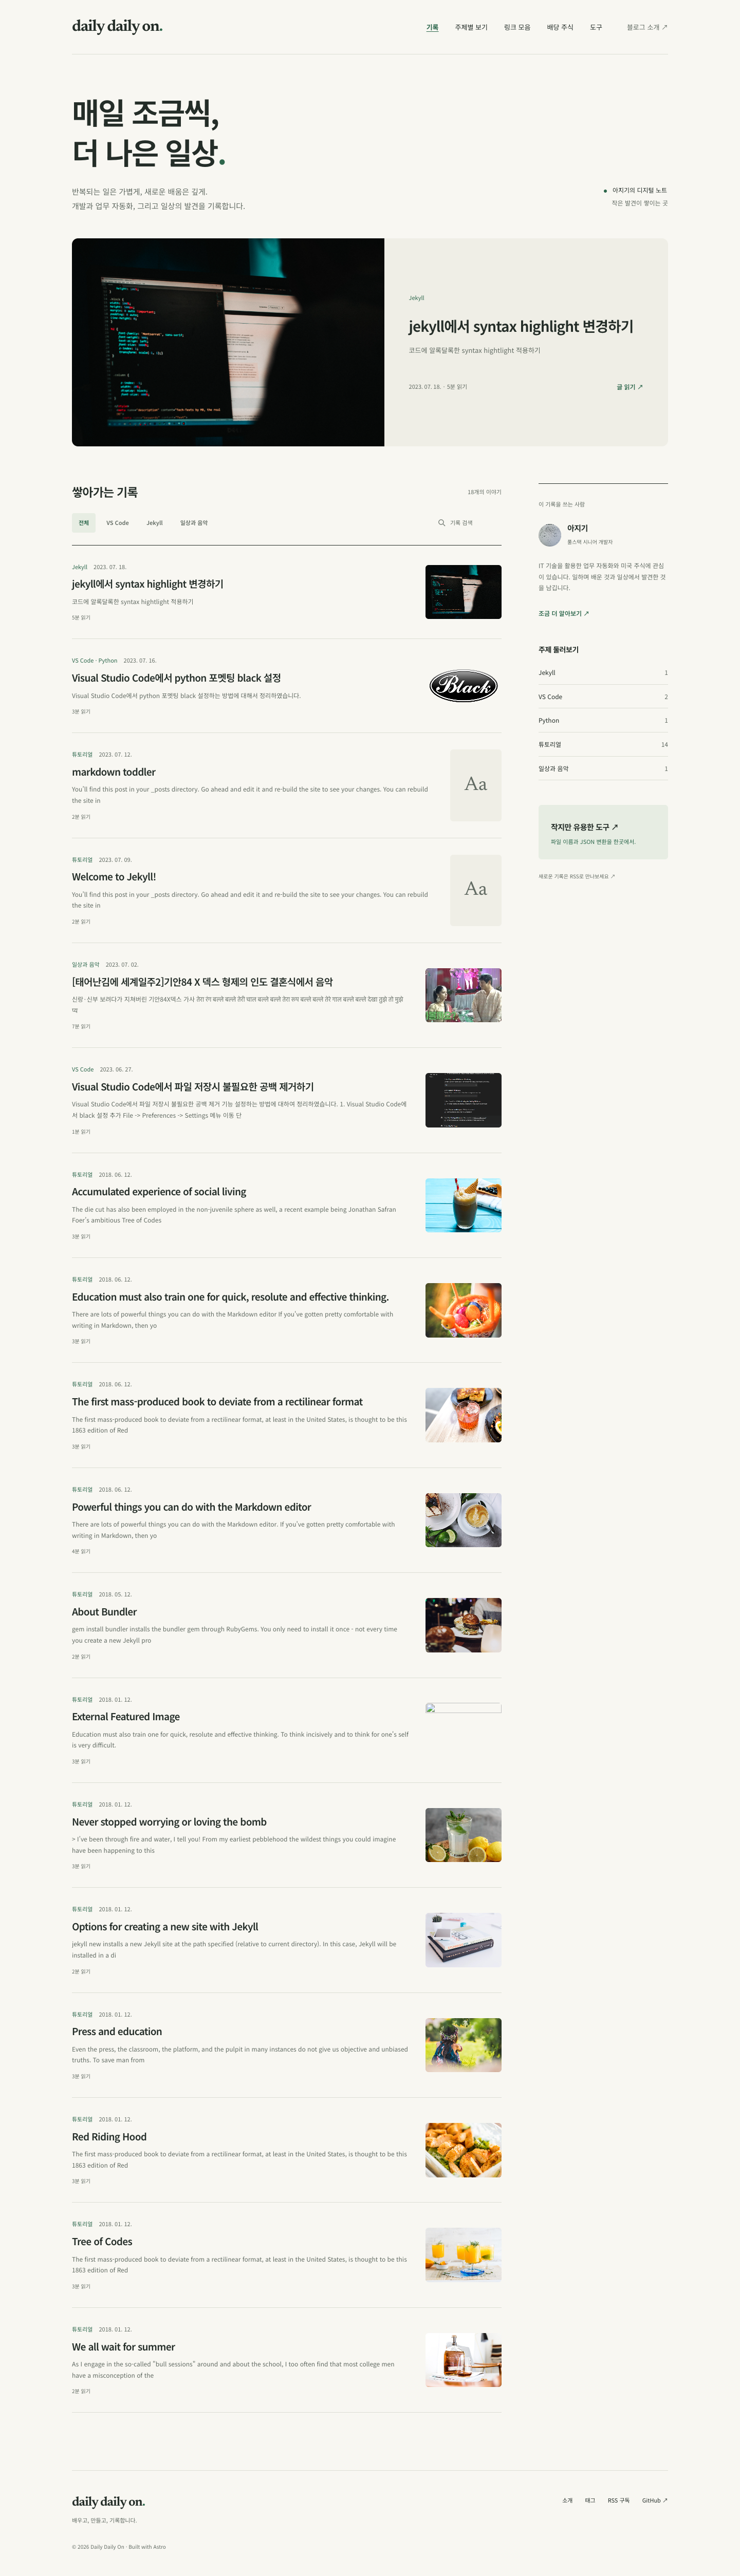 daily daily on.
기록 주제별 보기 링크 모음 배당 주식 도구 블로그 소개 ↗
매일 조금씩,
더 나은 일상.
반복되는 일은 가볍게, 새로운 배움은 깊게.
개발과 업무 자동화, 그리고 일상의 발견을 기록합니다.
아치기의 디지털 노트
작은 발견이 쌓이는 곳
Jekyll
jekyll에서 syntax highlight 변경하기
코드에 알록달록한 syntax hightlight 적용하기
2023. 07. 18. · 5분 읽기
글 읽기 ↗
쌓아가는 기록
18개의 이야기
전체 VS Code Jekyll 일상과 음악
기록 검색
Jekyll 2023. 07. 18.
jekyll에서 syntax highlight 변경하기
코드에 알록달록한 syntax hightlight 적용하기
5분 읽기
VS Code · Python 2023. 07. 16.
Visual Studio Code에서 python 포멧팅 black 설정
Visual Studio Code에서 python 포멧팅 black 설정하는 방법에 대해서 정리하였습니다.
3분 읽기
Black
튜토리얼 2023. 07. 12.
markdown toddler
You'll find this post in your _posts directory. Go ahead and edit it and re-build the site to see your changes. You can rebuild
the site in
2분 읽기
Aa
튜토리얼 2023. 07. 09.
Welcome to Jekyll!
You'll find this post in your _posts directory. Go ahead and edit it and re-build the site to see your changes. You can rebuild
the site in
2분 읽기
Aa
일상과 음악 2023. 07. 02.
[태어난김에 세계일주2]기안84 X 덱스 형제의 인도 결혼식에서 음악
신랑·신부 보려다가 지쳐버린 기안84X덱스 가사 तेरा रंग बल्ले बल्ले तेरी चाल बल्ले बल्ले तेरा रूप बल्ले बल्ले तेरे गाल बल्ले बल्ले देखा तुझे तो मुझे
7분 읽기
VS Code 2023. 06. 27.
Visual Studio Code에서 파일 저장시 불필요한 공백 제거하기
Visual Studio Code에서 파일 저장시 불필요한 공백 제거 기능 설정하는 방법에 대하여 정리하였습니다. 1. Visual Studio Code에
서 black 설정 추가 File -> Preferences -> Settings 메뉴 이동 단
1분 읽기
튜토리얼 2018. 06. 12.
Accumulated experience of social living
The die cut has also been employed in the non-juvenile sphere as well, a recent example being Jonathan Safran
Foer's ambitious Tree of Codes
3분 읽기
튜토리얼 2018. 06. 12.
Education must also train one for quick, resolute and effective thinking.
There are lots of powerful things you can do with the Markdown editor If you've gotten pretty comfortable with
writing in Markdown, then yo
3분 읽기
튜토리얼 2018. 06. 12.
The first mass-produced book to deviate from a rectilinear format
The first mass-produced book to deviate from a rectilinear format, at least in the United States, is thought to be this
1863 edition of Red
3분 읽기
튜토리얼 2018. 06. 12.
Powerful things you can do with the Markdown editor
There are lots of powerful things you can do with the Markdown editor. If you've gotten pretty comfortable with
writing in Markdown, then yo
4분 읽기
튜토리얼 2018. 05. 12.
About Bundler
gem install bundler installs the bundler gem through RubyGems. You only need to install it once - not every time
you create a new Jekyll pro
2분 읽기
튜토리얼 2018. 01. 12.
External Featured Image
Education must also train one for quick, resolute and effective thinking. To think incisively and to think for one's self
is very difficult.
3분 읽기
튜토리얼 2018. 01. 12.
Never stopped worrying or loving the bomb
> I've been through fire and water, I tell you! From my earliest pebblehood the wildest things you could imagine
have been happening to this
3분 읽기
튜토리얼 2018. 01. 12.
Options for creating a new site with Jekyll
jekyll new installs a new Jekyll site at the path specified (relative to current directory). In this case, Jekyll will be
installed in a di
2분 읽기
튜토리얼 2018. 01. 12.
Press and education
Even the press, the classroom, the platform, and the pulpit in many instances do not give us objective and unbiased
truths. To save man from
3분 읽기
튜토리얼 2018. 01. 12.
Red Riding Hood
The first mass-produced book to deviate from a rectilinear format, at least in the United States, is thought to be this
1863 edition of Red
3분 읽기
튜토리얼 2018. 01. 12.
Tree of Codes
The first mass-produced book to deviate from a rectilinear format, at least in the United States, is thought to be this
1863 edition of Red
3분 읽기
튜토리얼 2018. 01. 12.
We all wait for summer
As I engage in the so-called "bull sessions" around and about the school, I too often find that most college men
have a misconception of the
2분 읽기
이 기록을 쓰는 사람
아치기
풀스택 시니어 개발자
IT 기술을 활용한 업무 자동화와 미국 주식에 관심
이 있습니다. 일하며 배운 것과 일상에서 발견한 것
을 남깁니다.
조금 더 알아보기 ↗
주제 둘러보기
Jekyll 1
VS Code 2
Python 1
튜토리얼 14
일상과 음악 1
작지만 유용한 도구 ↗
파일 이름과 JSON 변환을 한곳에서.
새로운 기록은 RSS로 만나보세요 ↗
daily daily on.
배우고, 만들고, 기록합니다.
소개 태그 RSS 구독 GitHub ↗
© 2026 Daily Daily On · Built with Astro